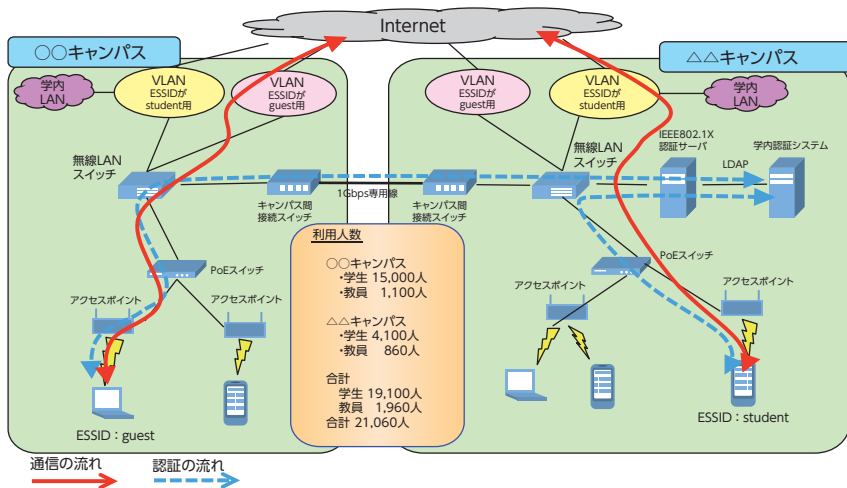 Internet
○○キャンパス
△△キャンパス
学内
LAN
VLAN
ESSIDが
student用
VLAN
ESSIDが
guest用
VLAN
ESSIDが
guest用
VLAN
ESSIDが
student用
学内
LAN
無線LAN
スイッチ
無線LAN
スイッチ
IEEE802.1X
認証サーバ
学内認証システム
LDAP
キャンパス間
接続スイッチ
1Gbps専用線
キャンパス間
接続スイッチ
PoEスイッチ
PoEスイッチ
アクセスポイント
アクセスポイント
アクセスポイント
アクセスポイント
利用人数
○○キャンパス
・学生 15,000人
・教員 1,100人
△△キャンパス
・学生 4,100人
・教員 860人
合計
学生 19,100人
教員 1,960人
合計 21,060人
ESSID：guest
ESSID：student
通信の流れ
認証の流れ